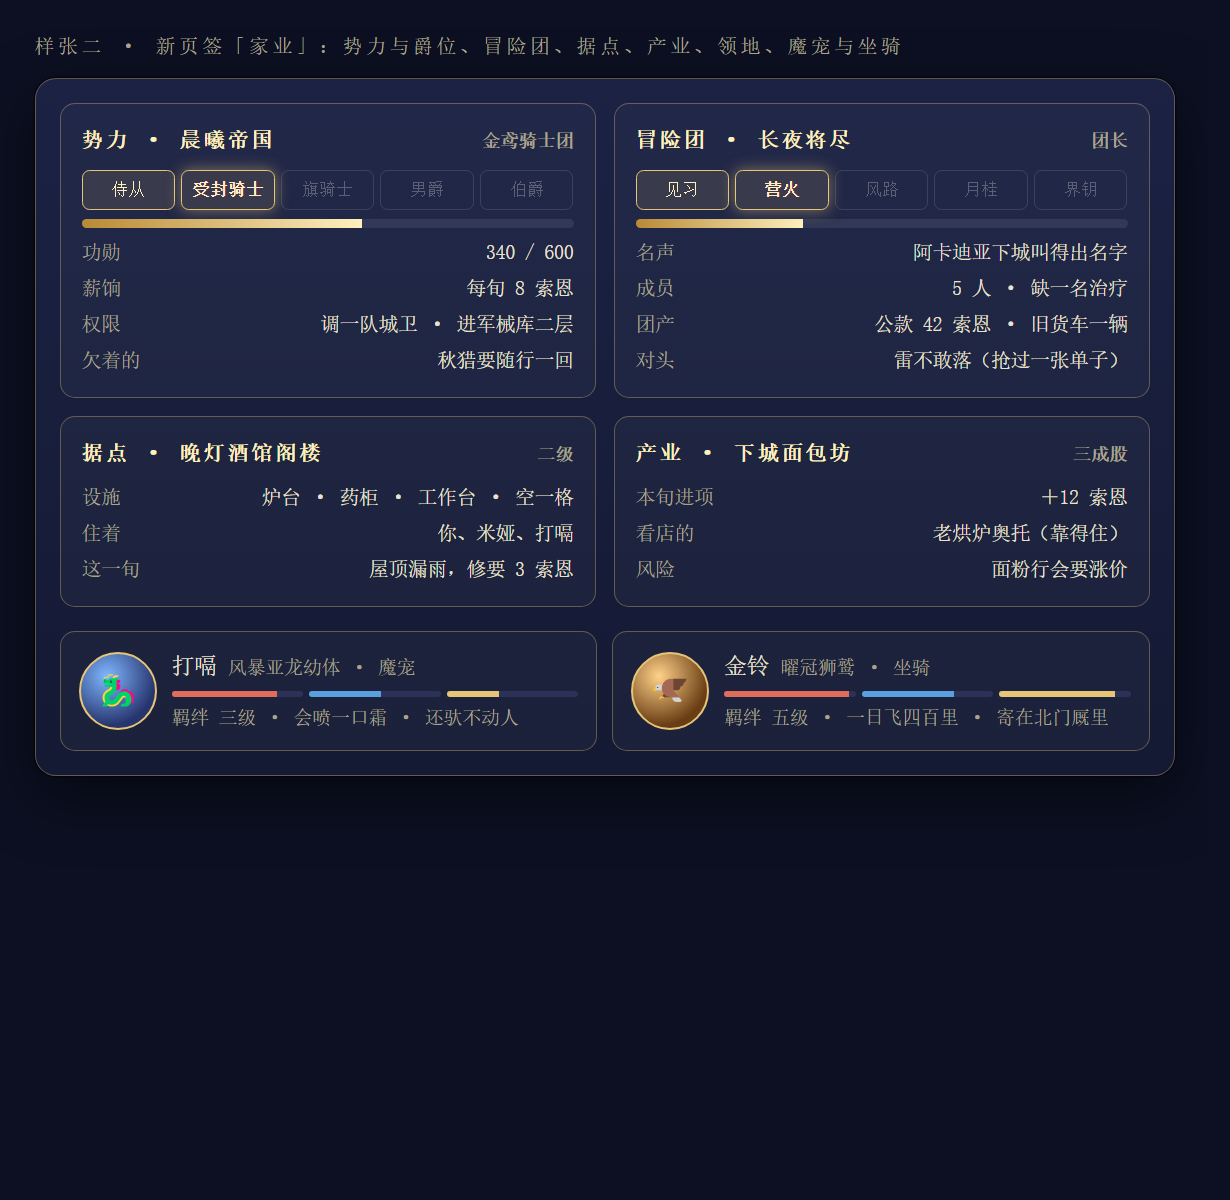 样张二 • 新页签「家业」：势力与爵位、冒险团、据点、产业、领地、魔宠与坐骑
势力 • 晨曦帝国
金鸢骑士团
侍从
受封骑士
旗骑士
男爵
伯爵
功勋
340 / 600
薪饷
每旬 8 索恩
权限
调一队城卫 • 进军械库二层
欠着的
秋猎要随行一回
冒险团 • 长夜将尽
团长
见习
营火
风路
月桂
界钥
名声
阿卡迪亚下城叫得出名字
成员
5 人 • 缺一名治疗
团产
公款 42 索恩 • 旧货车一辆
对头
雷不敢落（抢过一张单子）
据点 • 晚灯酒馆阁楼
二级
设施
炉台 • 药柜 • 工作台 • 空一格
住着
你、米娅、打嗝
这一旬
屋顶漏雨，修要 3 索恩
产业 • 下城面包坊
三成股
本旬进项
＋12 索恩
看店的
老烘炉奥托（靠得住）
风险
面粉行会要涨价
打嗝 风暴亚龙幼体 • 魔宠
羁绊 三级 • 会喷一口霜 • 还驮不动人
金铃 曜冠狮鹫 • 坐骑
羁绊 五级 • 一日飞四百里 • 寄在北门厩里